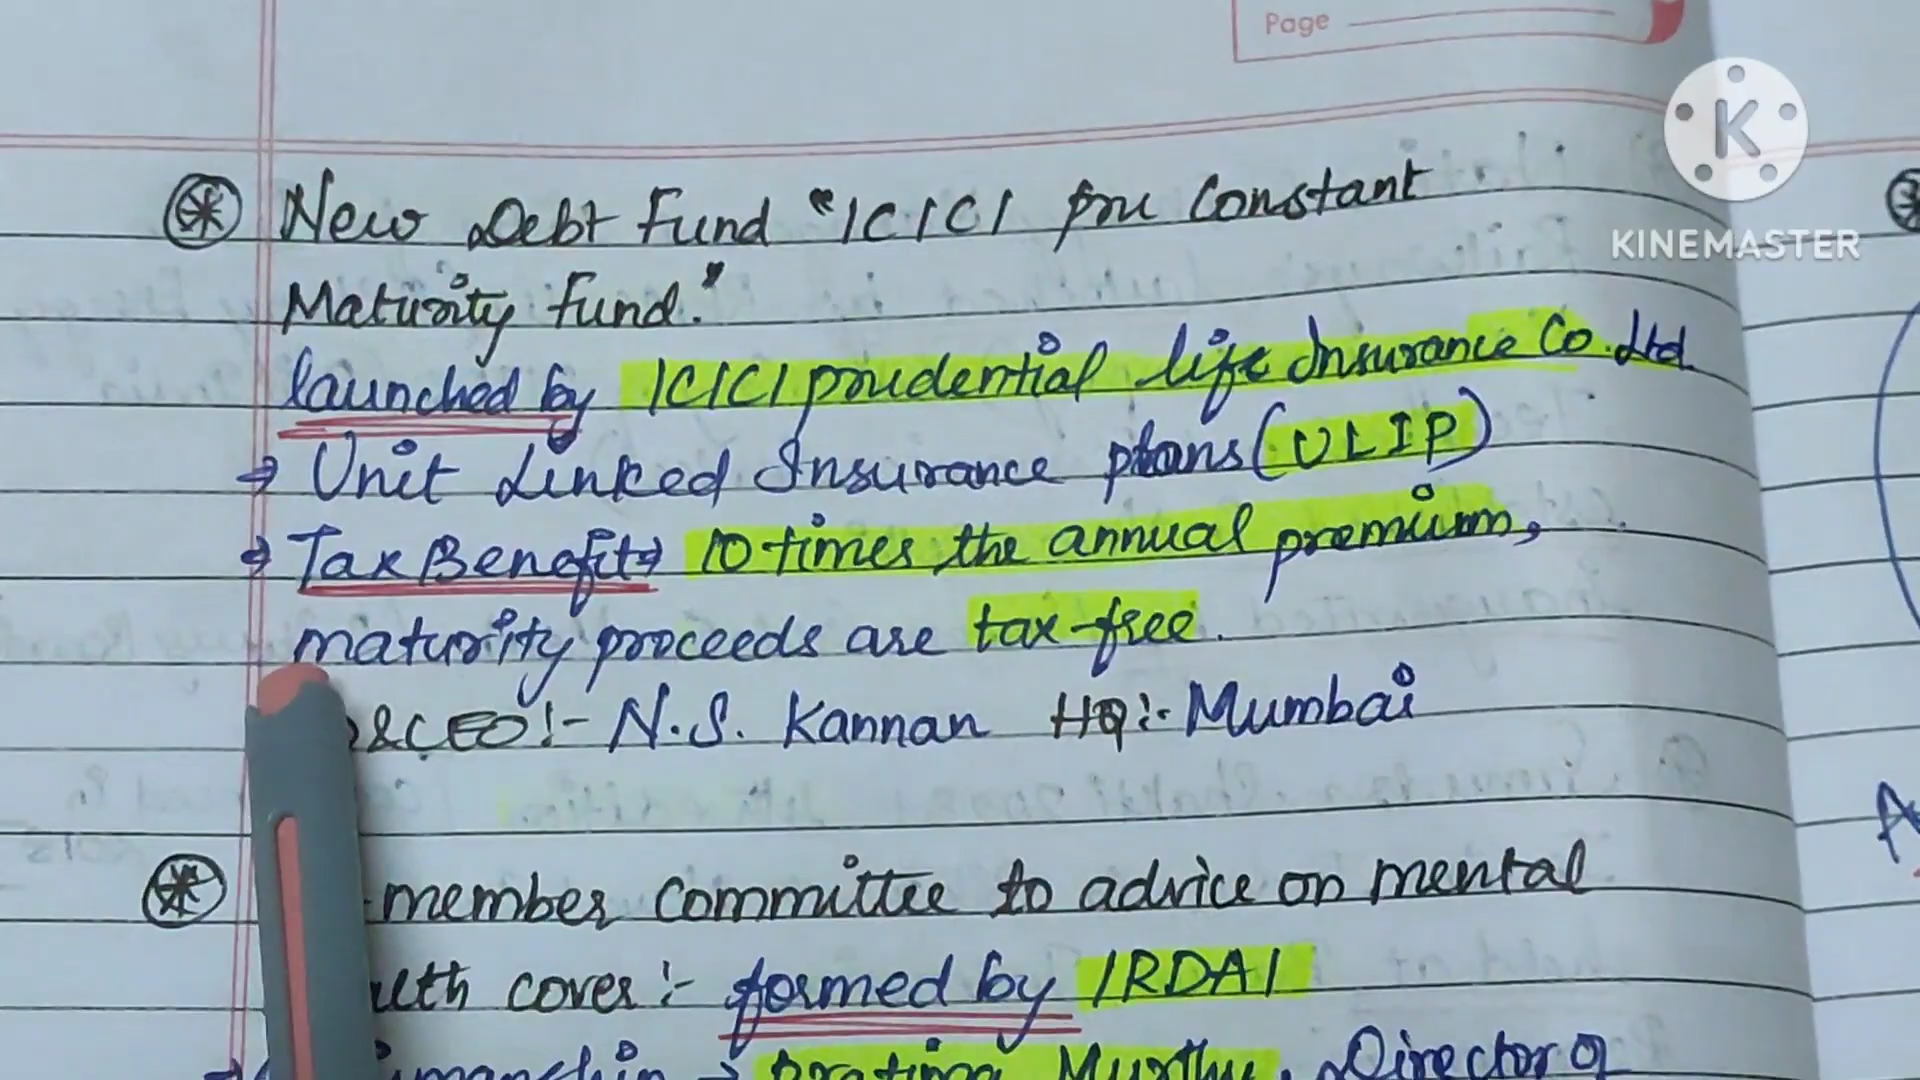 Page
K
KINEMASTER
New Debt Fund "ICICI pru Constant
Maturity fund."
launched by ICICI prudential life Insurance Co. Ltd
→ Unit Linked Insurance plans (ULIP)
→ Tax Benefit → 10 times the annual premium,
maturity proceeds are tax-free.
&CEO:- N.S. Kannan HQ:- Mumbai
-member committee to advice on mental
cover:- formed by IRDAI
→ Murthy, Director of